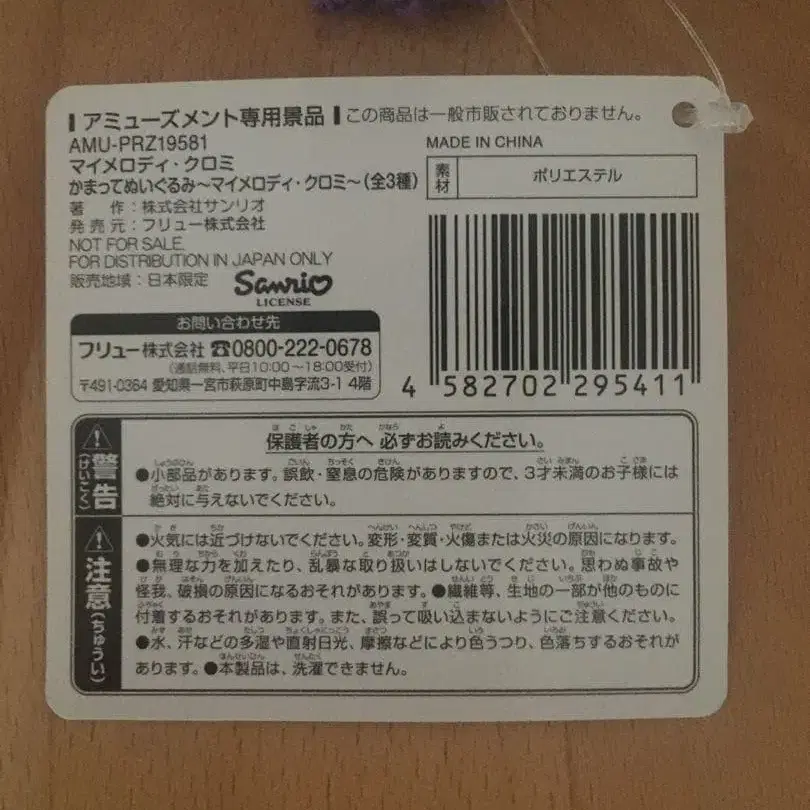 アミューズメント専用景品 この商品は一般市販されておりません。
AMU-PRZ19581
マイメロディ・クロミ
かまってぬいぐるみ～マイメロディ・クロミ～(全3種)
著　作：株式会社サンリオ
発売元：フリュー株式会社
NOT FOR SALE.
FOR DISTRIBUTION IN JAPAN ONLY
販売地域：日本限定
Sanrio
LICENSE
MADE IN CHINA
素材 ポリエステル
4 582702 295411
お問い合わせ先
フリュー株式会社 ☎0800-222-0678
(通話無料、平日10:00～18:00受付)
〒491-0364 愛知県一宮市萩原町中島字流3-1 4階
警告(けいこく)
保護者の方へ 必ずお読みください。
●小部品があります。誤飲・窒息の危険がありますので、3才未満のお子様には
絶対に与えないでください。
注意(ちゅうい)
●火気には近づけないでください。変形・変質・火傷または火災の原因になります。
●無理な力を加えたり、乱暴な取り扱いはしないでください。思わぬ事故や
怪我、破損の原因になるおそれがあります。●繊維等、生地の一部が他のものに
付着するおそれがあります。また、誤って吸い込まないようにご注意ください。
●水、汗などの多湿や直射日光、摩擦などにより色うつり、色落ちするおそれが
あります。●本製品は、洗濯できません。